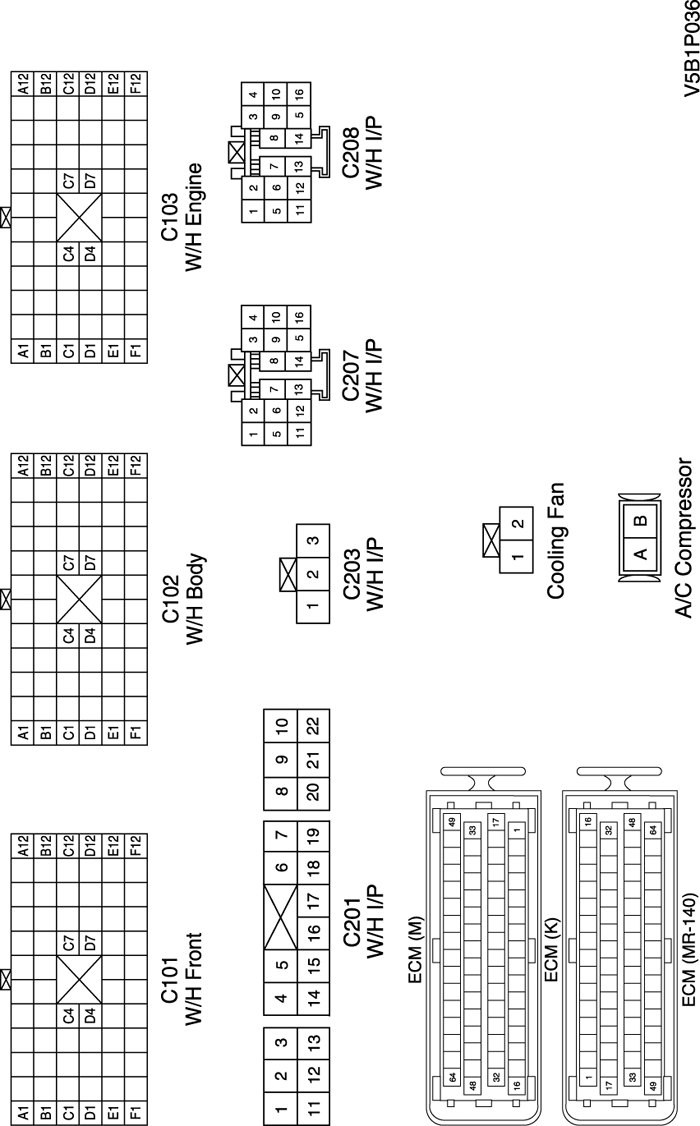 A1 A12
B1 B12
C1 C4 C7 C12
D1 D4 D7 D12
E1 E12
F1 F12
C101
W/H Front
A1 A12
B1 B12
C1 C4 C7 C12
D1 D4 D7 D12
E1 E12
F1 F12
C102
W/H Body
A1 A12
B1 B12
C1 C4 C7 C12
D1 D4 D7 D12
E1 E12
F1 F12
C103
W/H Engine
1 2 3 4 5 6 7 8 9 10
11 12 13 14 15 16 17 18 19 20 21 22
C201
W/H I/P
1 2 3
C203
W/H I/P
1 2 3 4
5 6 7 8 9 10
11 12 13 14 5 16
C207
W/H I/P
1 2 3 4
5 6 7 8 9 10
11 12 13 14 5 16
C208
W/H I/P
ECM (M)
64 49
48 33
32 17
16 1
ECM (K)
1 16
17 32
33 48
49 64
ECM (MR-140)
1 2
Cooling Fan
A B
A/C Compressor
V5B1P036